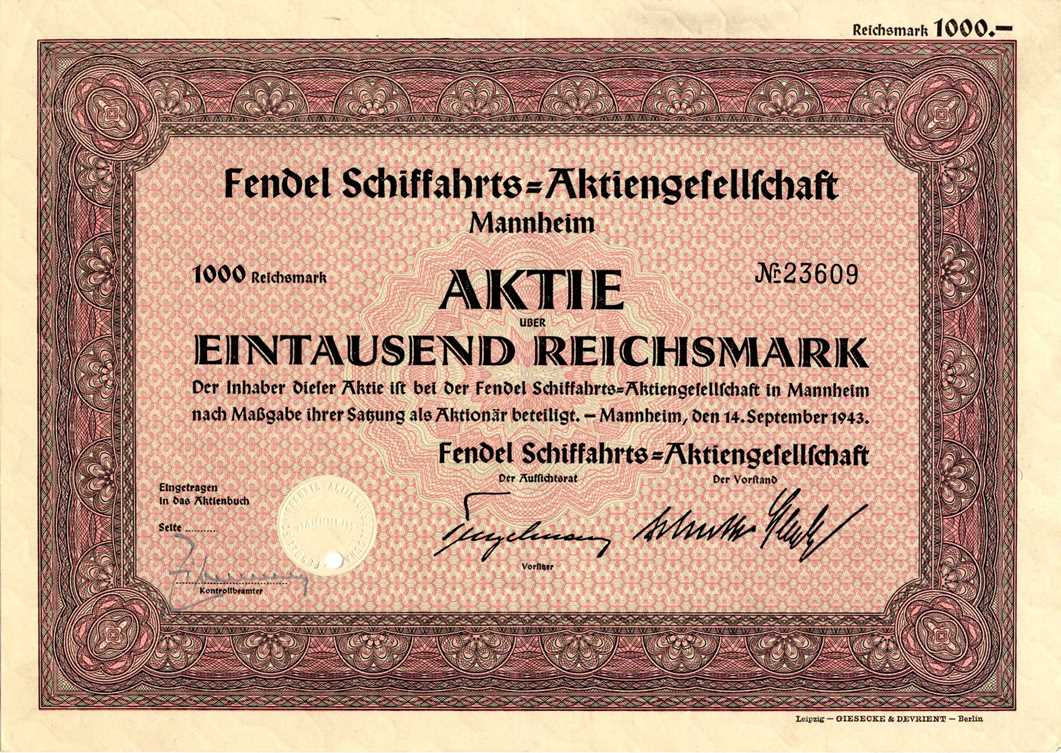 Reichsmark 1000.—
Fendel Schiffahrts=Aktiengesellschaft
Mannheim
1000 Reichsmark
Nr. 23609
AKTIE
ÜBER
EINTAUSEND REICHSMARK
Der Inhaber dieser Aktie ist bei der Fendel Schiffahrts=Aktiengesellschaft in Mannheim
nach Maßgabe ihrer Satzung als Aktionär beteiligt. – Mannheim, den 14. September 1943.
Fendel Schiffahrts=Aktiengesellschaft
Der Aufsichtsrat
Der Vorstand
Eingetragen
in das Aktienbuch
Seite ........
MANNHEIM
Vorsitzer
Kontrollbeamter
Leipzig — GIESECKE & DEVRIENT — Berlin